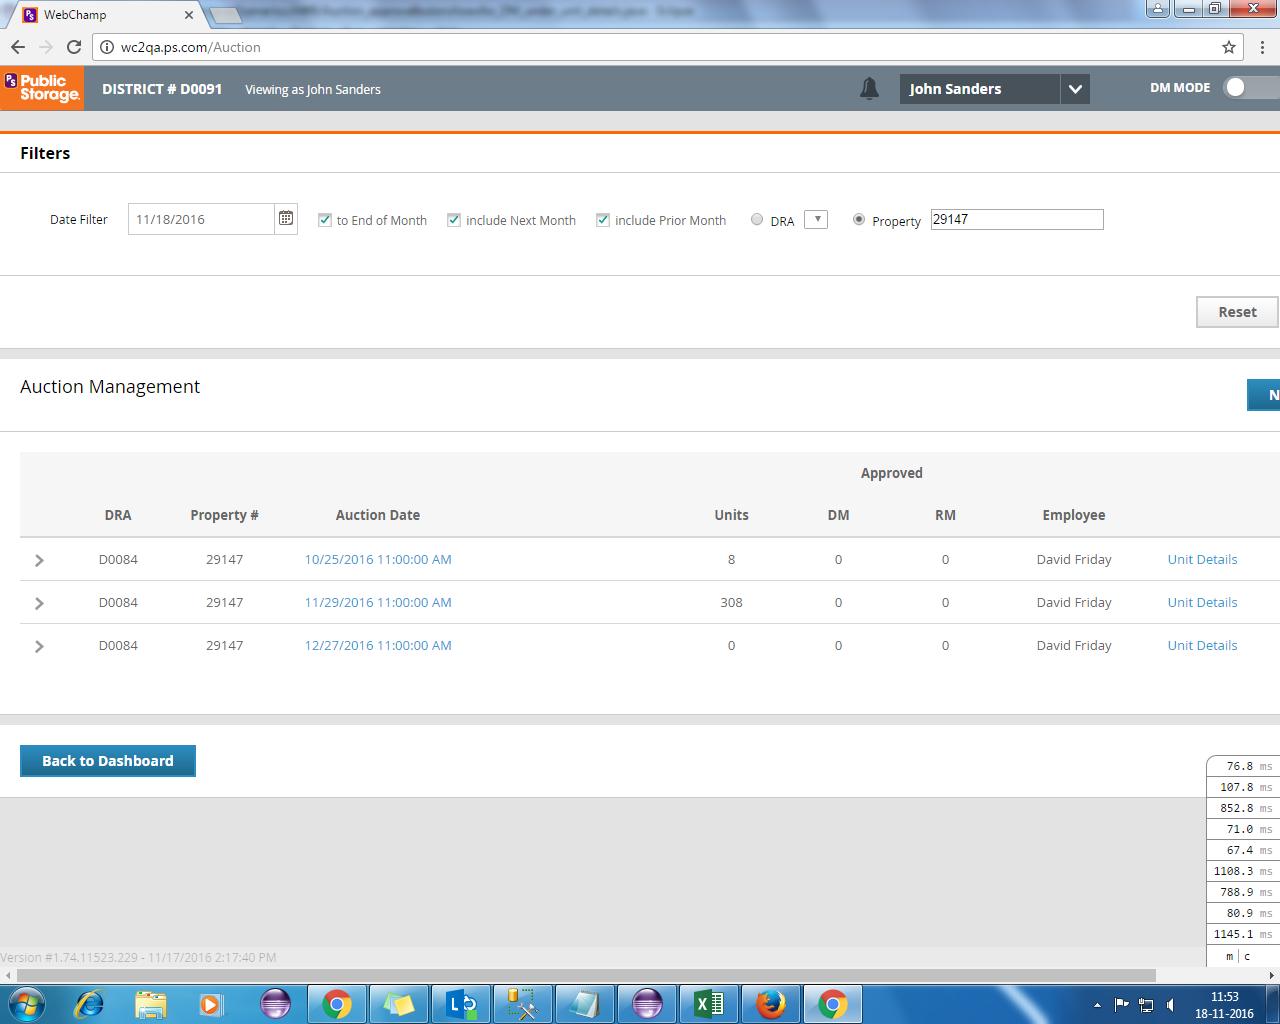 WebChamp
wc2qa.ps.com/Auction
PS Public Storage.
DISTRICT # D0091
Viewing as John Sanders
John Sanders
DM MODE
Filters
Date Filter
11/18/2016
to End of Month
include Next Month
include Prior Month
DRA
Property
29147
Reset
Auction Management
N
Approved
DRA Property # Auction Date Units DM RM Employee
D0084 29147 10/25/2016 11:00:00 AM 8 0 0 David Friday Unit Details
D0084 29147 11/29/2016 11:00:00 AM 308 0 0 David Friday Unit Details
D0084 29147 12/27/2016 11:00:00 AM 0 0 0 David Friday Unit Details
Back to Dashboard
76.8 ms
107.8 ms
852.8 ms
71.0 ms
67.4 ms
1108.3 ms
788.9 ms
80.9 ms
1145.1 ms
m | c
Version #1.74.11523.229 - 11/17/2016 2:17:40 PM
11:53
18-11-2016